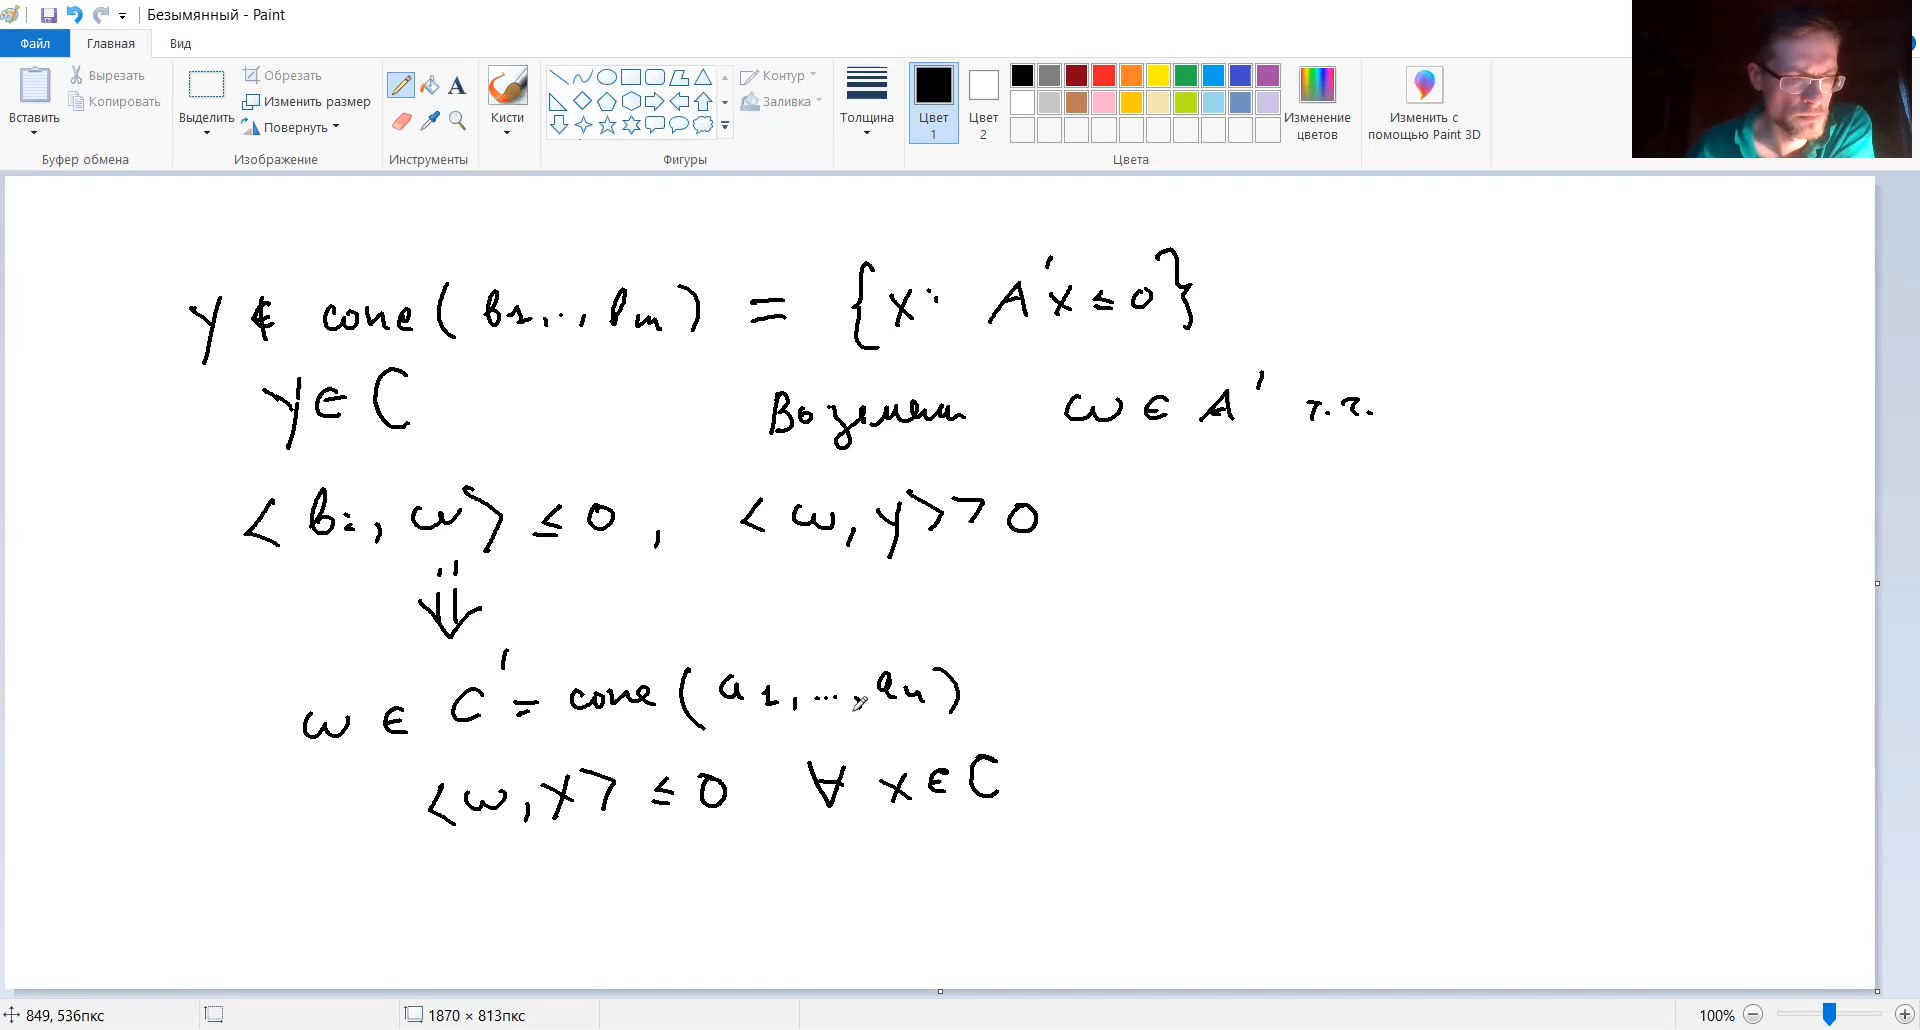 Безымянный - Paint
Файл Главная Вид
Вставить
Вырезать
Копировать
Буфер обмена
Выделить
Обрезать
Изменить размер
Повернуть
Изображение
A
Инструменты
Кисти
Фигуры
Контур
Заливка
Толщина
Цвет 1
Цвет 2
Изменение цветов
Цвета
Изменить с помощью Paint 3D
y ∉ cone(b1,..,bm) = {x: A'x ≤ 0}
y ∈ C Возьмем ω ∈ A' т.ч.
<bi, ω> ≤ 0, <ω, y> > 0
⇓
ω ∈ C' = cone(a1,...,an)
<ω, x> ≤ 0 ∀ x ∈ C
849, 536пкс 1870 × 813пкс 100%